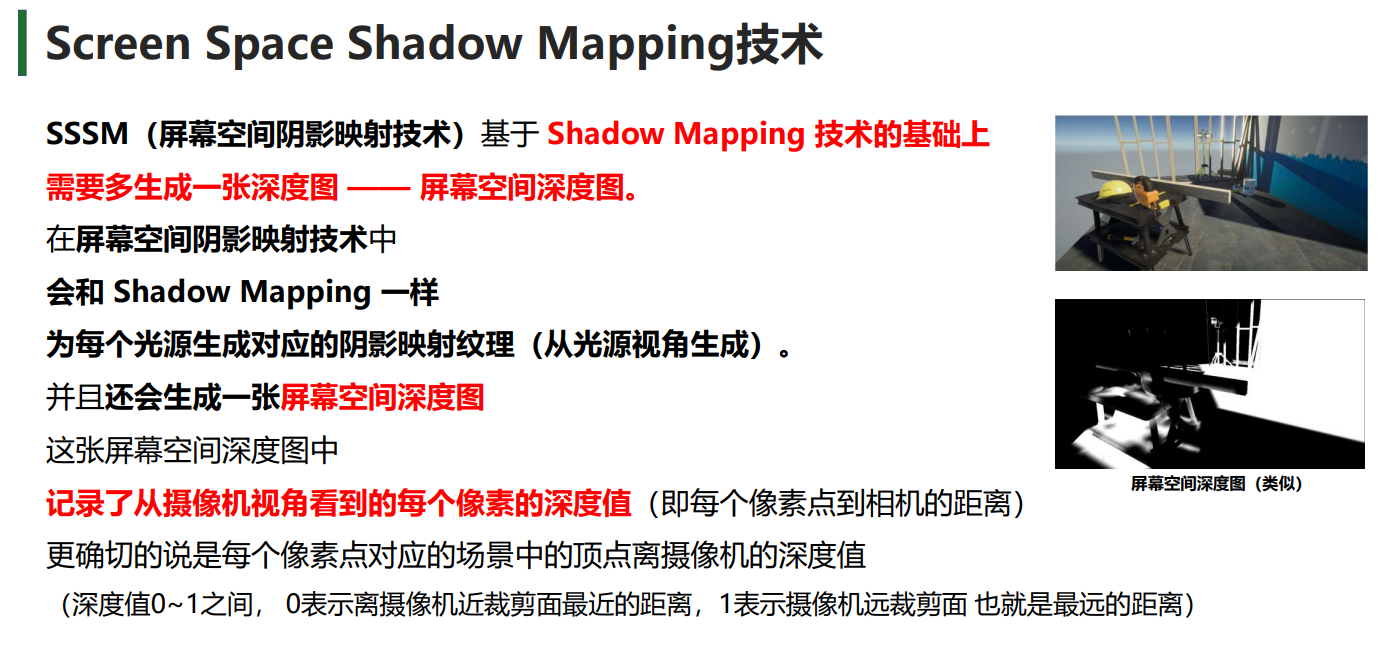 Screen Space Shadow Mapping技术
SSSM（屏幕空间阴影映射技术）基于 Shadow Mapping 技术的基础上
需要多生成一张深度图 —— 屏幕空间深度图。
在屏幕空间阴影映射技术中
会和 Shadow Mapping 一样
为每个光源生成对应的阴影映射纹理（从光源视角生成）。
并且还会生成一张屏幕空间深度图
这张屏幕空间深度图中
屏幕空间深度图（类似）
记录了从摄像机视角看到的每个像素的深度值（即每个像素点到相机的距离）
更确切的说是每个像素点对应的场景中的顶点离摄像机的深度值
（深度值0~1之间， 0表示离摄像机近裁剪面最近的距离，1表示摄像机远裁剪面 也就是最远的距离）